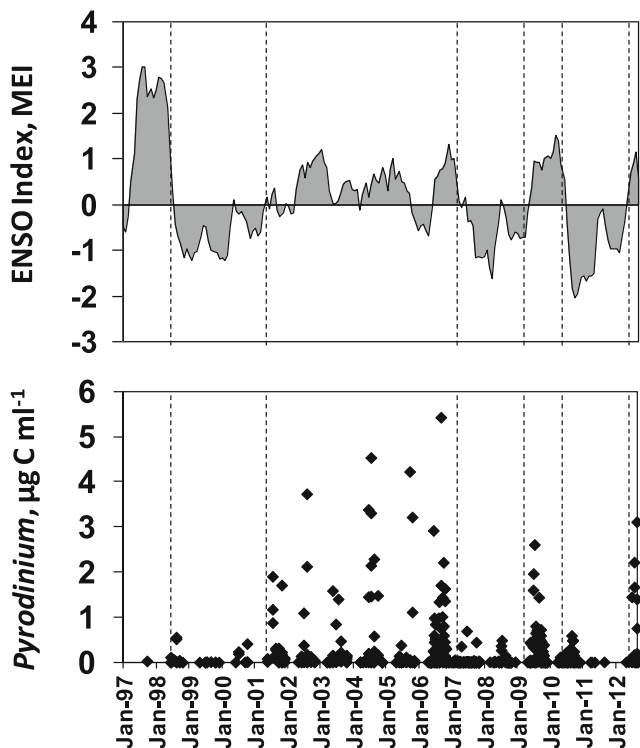 ENSO Index, MEI
4
3
2
1
0
-1
-2
-3
Pyrodinium, µg C ml-1
6
5
4
3
2
1
0
Jan-97
Jan-98
Jan-99
Jan-00
Jan-01
Jan-02
Jan-03
Jan-04
Jan-05
Jan-06
Jan-07
Jan-08
Jan-09
Jan-10
Jan-11
Jan-12